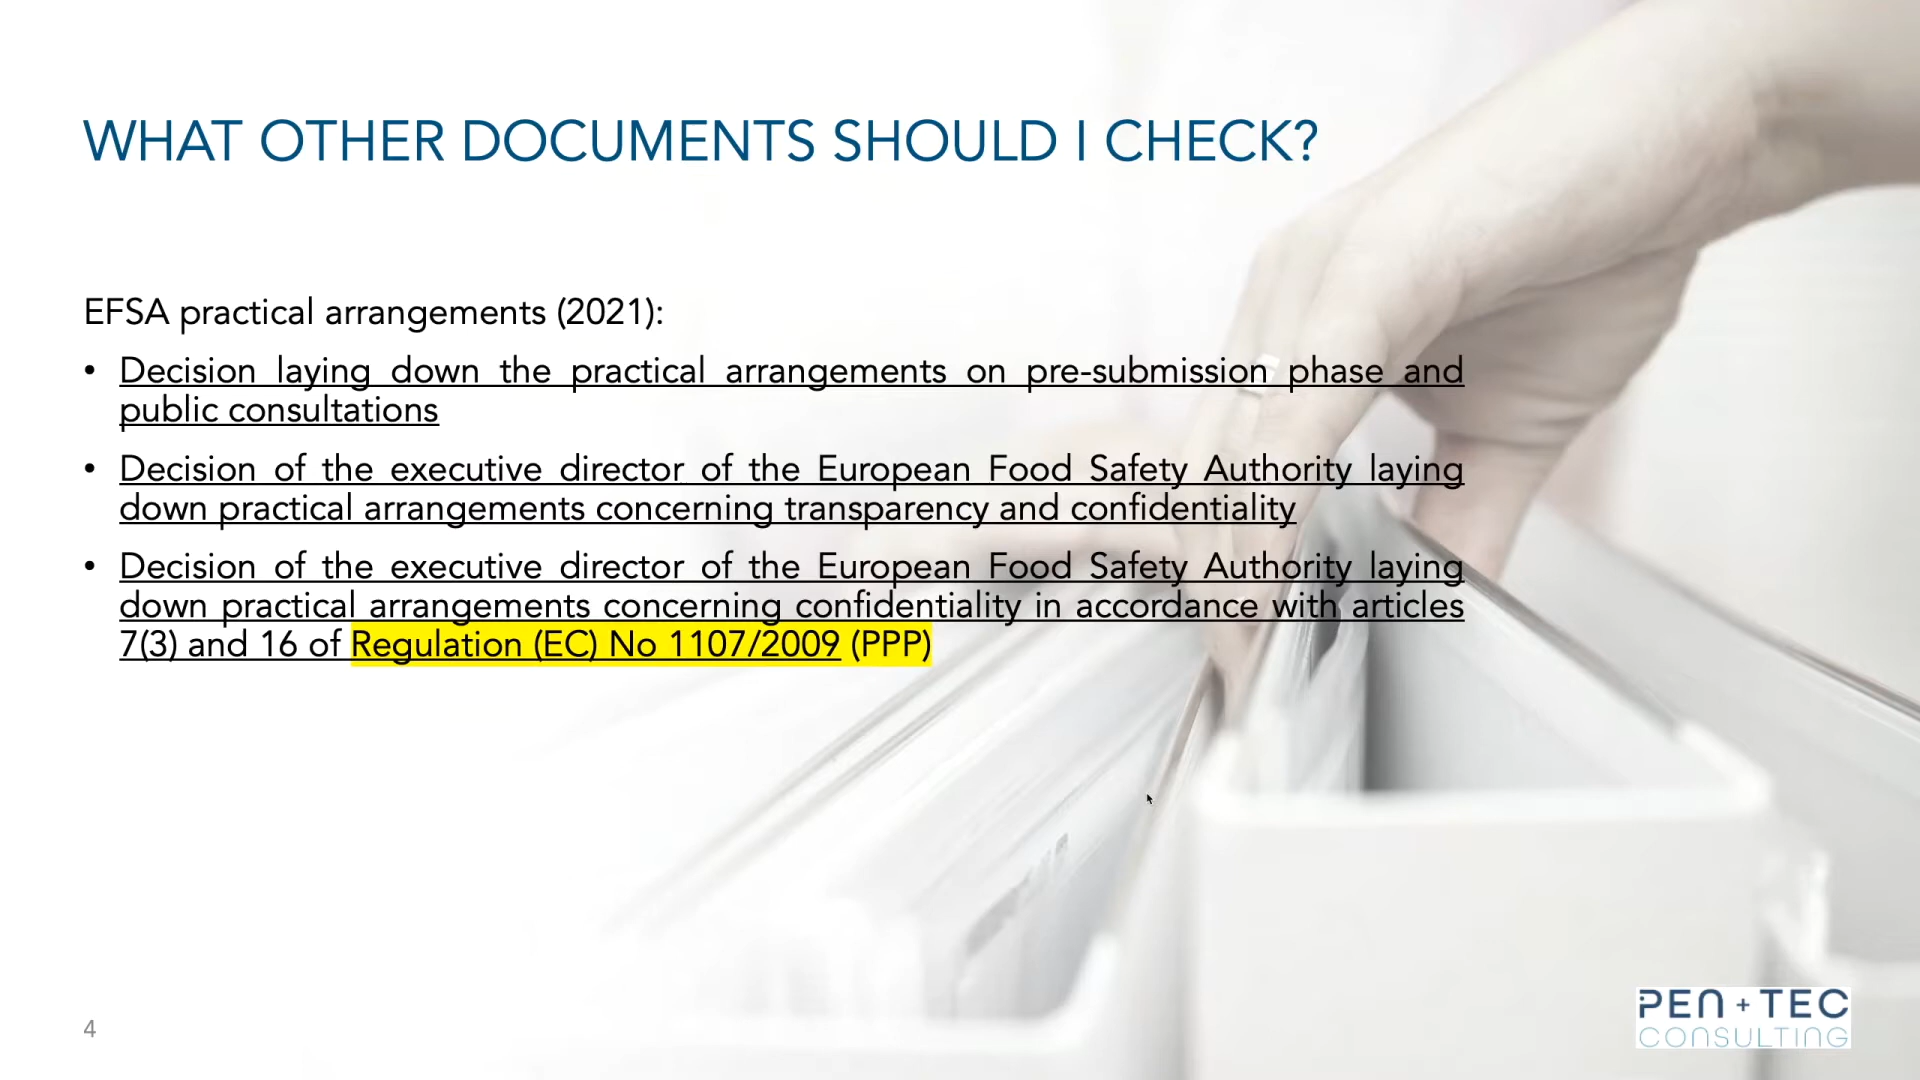 WHAT OTHER DOCUMENTS SHOULD I CHECK?
EFSA practical arrangements (2021):
• Decision laying down the practical arrangements on pre-submission phase and
public consultations
• Decision of the executive director of the European Food Safety Authority laying
down practical arrangements concerning transparency and confidentiality
• Decision of the executive director of the European Food Safety Authority laying
down practical arrangements concerning confidentiality in accordance with articles
7(3) and 16 of Regulation (EC) No 1107/2009 (PPP)
4
PEN + TEC
CONSULTING